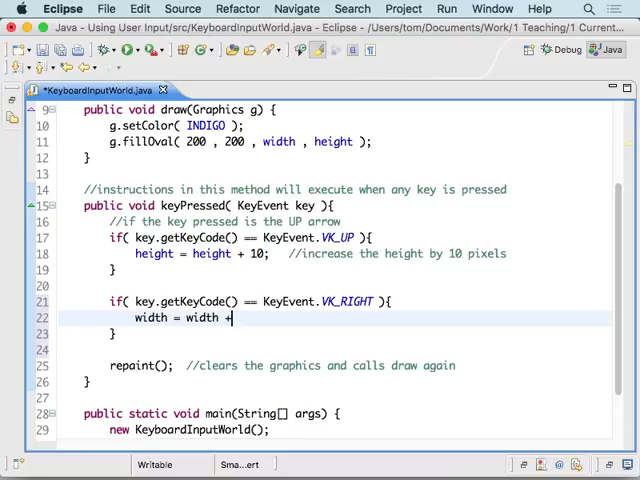 Eclipse File Edit Source Refactor Navigate Search Project Run Window Help
Java - Using User Input/src/KeyboardInputWorld.java - Eclipse - /Users/tom/Documents/Work/1 Teaching/1 Current...
Debug Java
*KeyboardInputWorld.java
9 public void draw(Graphics g) {
10 g.setColor( INDIGO );
11 g.fillOval( 200 , 200 , width , height );
12 }
13
14 //instructions in this method will execute when any key is pressed
15 public void keyPressed( KeyEvent key ){
16 //if the key pressed is the UP arrow
17 if( key.getKeyCode() == KeyEvent.VK_UP ){
18 height = height + 10; //increase the height by 10 pixels
19 }
20
21 if( key.getKeyCode() == KeyEvent.VK_RIGHT ){
22 width = width +
23 }
24
25 repaint(); //clears the graphics and calls draw again
26 }
27
28 public static void main(String[] args) {
29 new KeyboardInputWorld();
Writable Sma...ert